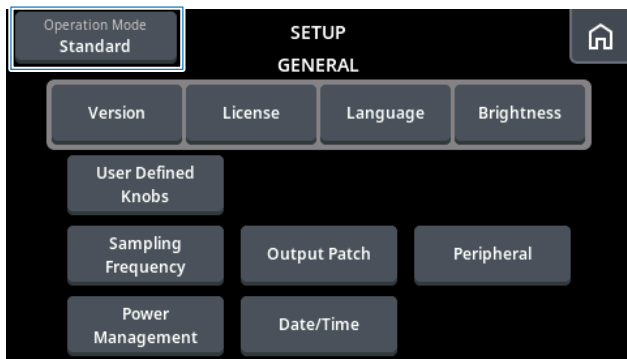 Operation Mode
Standard
SETUP
GENERAL
Version License Language Brightness
User Defined
Knobs
Sampling
Frequency
Output Patch
Peripheral
Power
Management
Date/Time